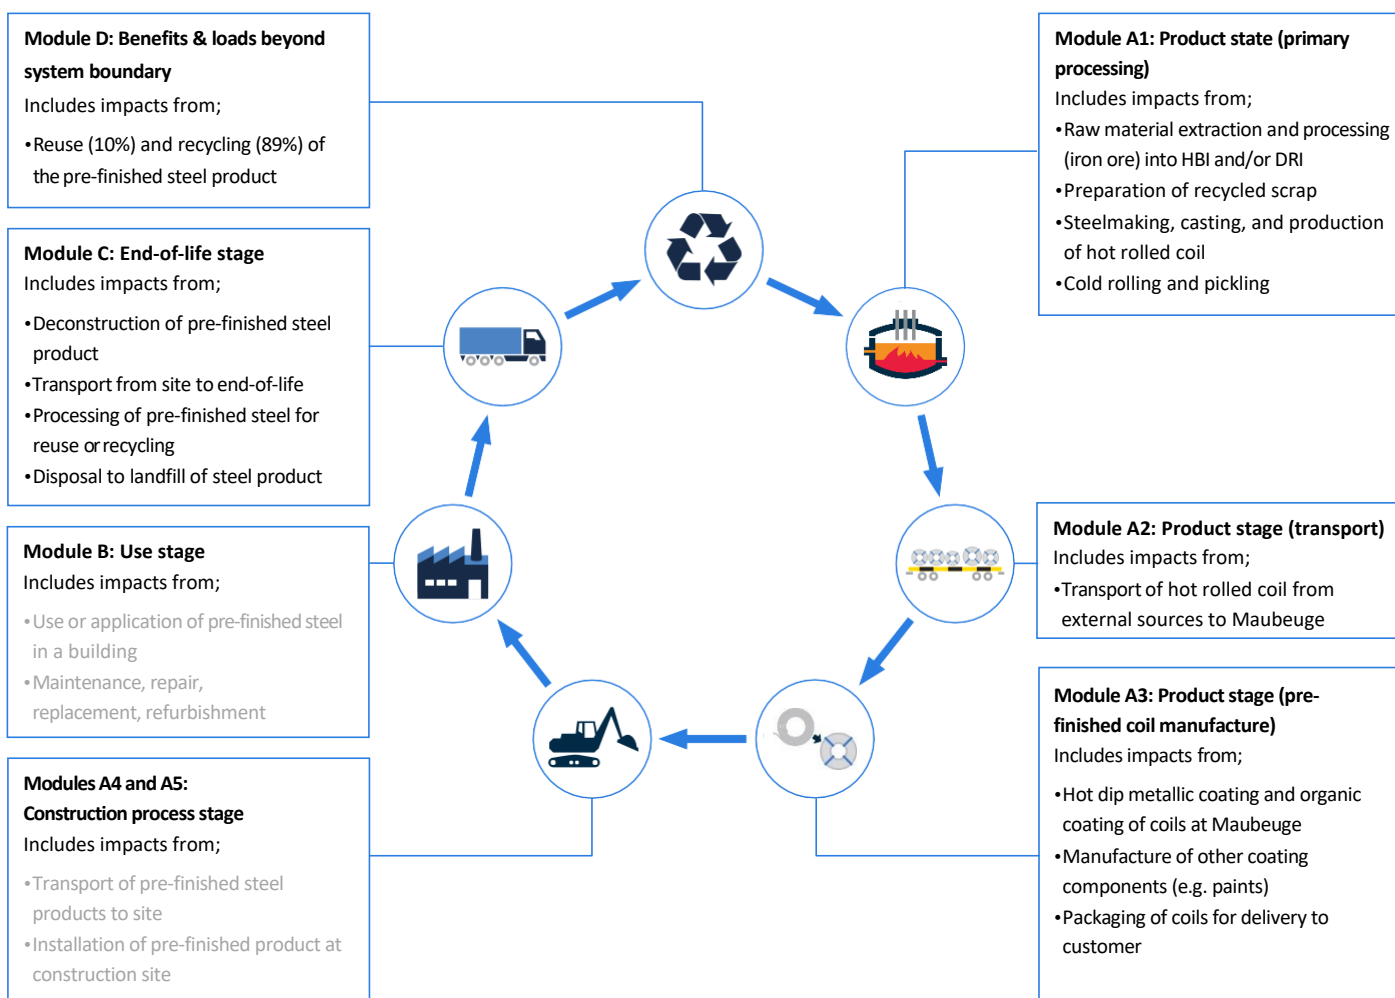 Module D: Benefits & loads beyond
system boundary
Includes impacts from;
•Reuse (10%) and recycling (89%) of
the pre-finished steel product
Module C: End-of-life stage
Includes impacts from;
•Deconstruction of pre-finished steel
product
•Transport from site to end-of-life
•Processing of pre-finished steel for
reuse or recycling
•Disposal to landfill of steel product
Module B: Use stage
Includes impacts from;
•Use or application of pre-finished steel
in a building
•Maintenance, repair,
replacement, refurbishment
Modules A4 and A5:
Construction process stage
Includes impacts from;
•Transport of pre-finished steel
products to site
•Installation of pre-finished product at
construction site
Module A1: Product state (primary
processing)
Includes impacts from;
•Raw material extraction and processing
(iron ore) into HBI and/or DRI
•Preparation of recycled scrap
•Steelmaking, casting, and production
of hot rolled coil
•Cold rolling and pickling
Module A2: Product stage (transport)
Includes impacts from;
•Transport of hot rolled coil from
external sources to Maubeuge
Module A3: Product stage (pre-
finished coil manufacture)
Includes impacts from;
•Hot dip metallic coating and organic
coating of coils at Maubeuge
•Manufacture of other coating
components (e.g. paints)
•Packaging of coils for delivery to
customer